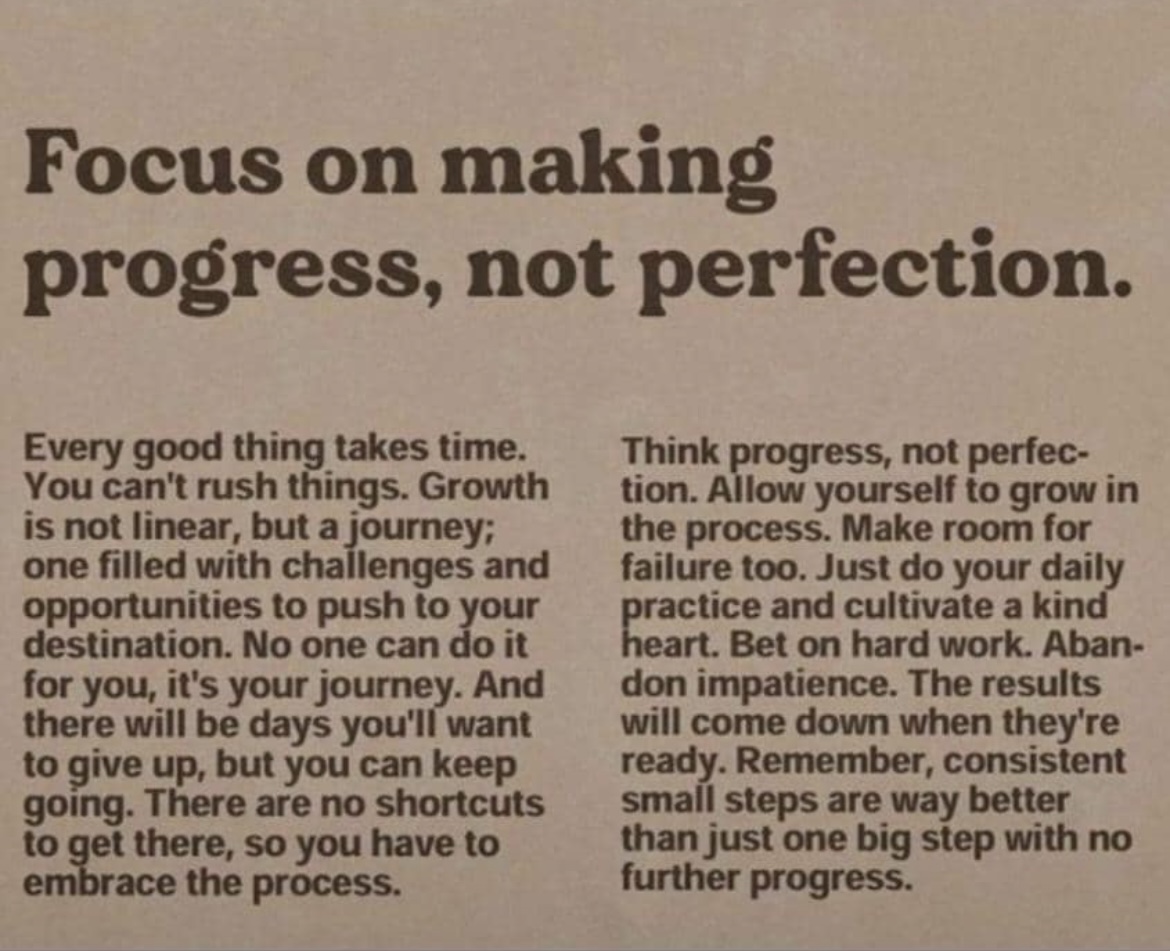 Focus on making
progress, not perfection.
Every good thing takes time.
You can't rush things. Growth
is not linear, but a journey;
one filled with challenges and
opportunities to push to your
destination. No one can do it
for you, it's your journey. And
there will be days you'll want
to give up, but you can keep
going. There are no shortcuts
to get there, so you have to
embrace the process.
Think progress, not perfec-
tion. Allow yourself to grow in
the process. Make room for
failure too. Just do your daily
practice and cultivate a kind
heart. Bet on hard work. Aban-
don impatience. The results
will come down when they're
ready. Remember, consistent
small steps are way better
than just one big step with no
further progress.